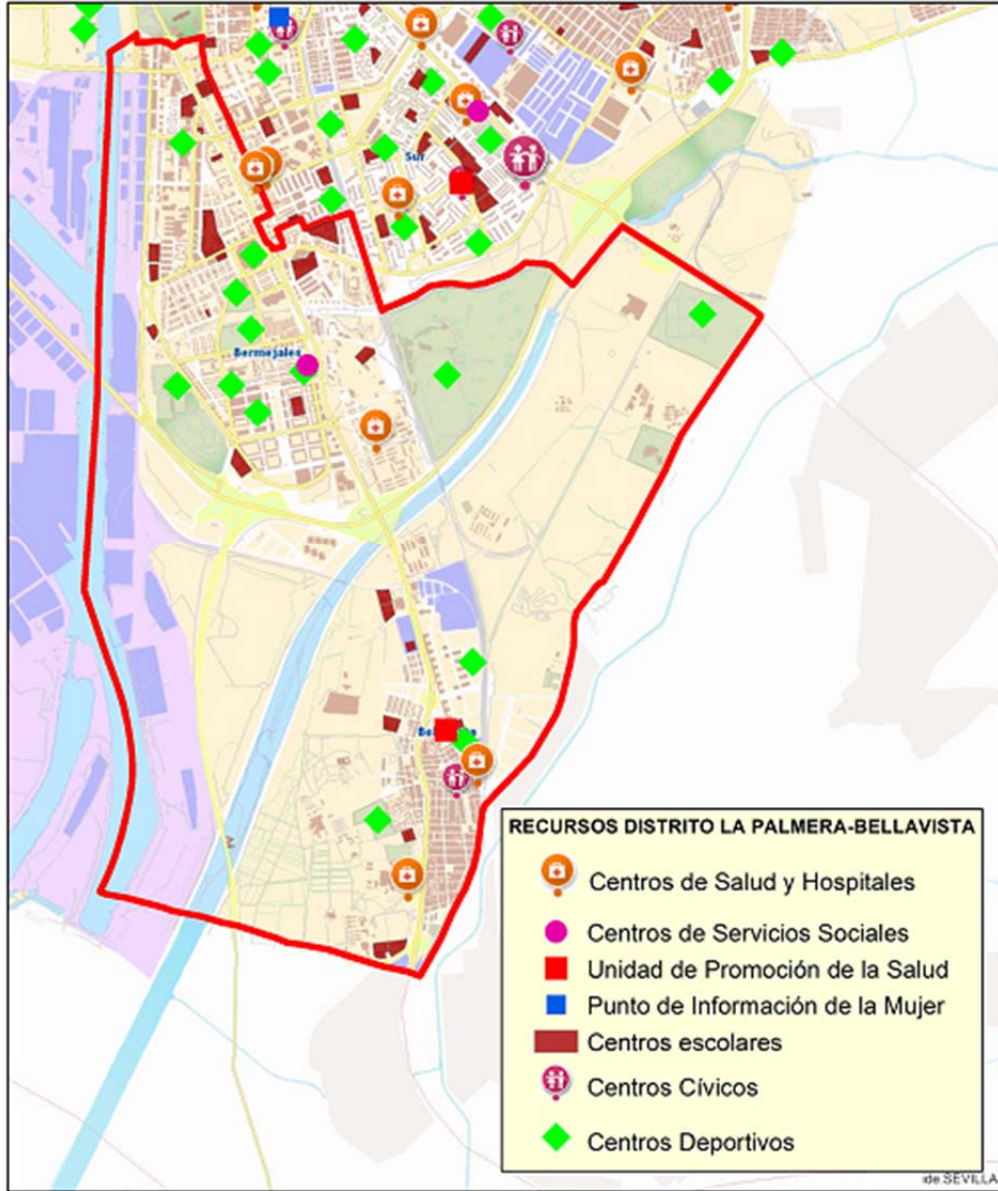 Sur
Bermejales
A4
RECURSOS DISTRITO LA PALMERA-BELLAVISTA
Centros de Salud y Hospitales
Centros de Servicios Sociales
Unidad de Promoción de la Salud
Punto de Información de la Mujer
Centros escolares
Centros Cívicos
Centros Deportivos
ide.SEVILLA